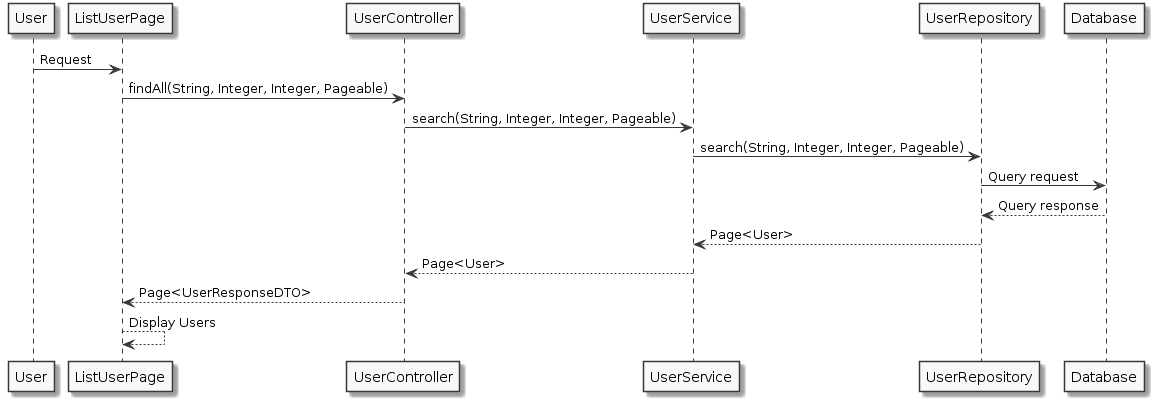 User
ListUserPage
UserController
UserService
UserRepository
Database
Request
findAll(String, Integer, Integer, Pageable)
search(String, Integer, Integer, Pageable)
search(String, Integer, Integer, Pageable)
Query request
Query response
Page<User>
Page<User>
Page<UserResponseDTO>
Display Users
User
ListUserPage
UserController
UserService
UserRepository
Database